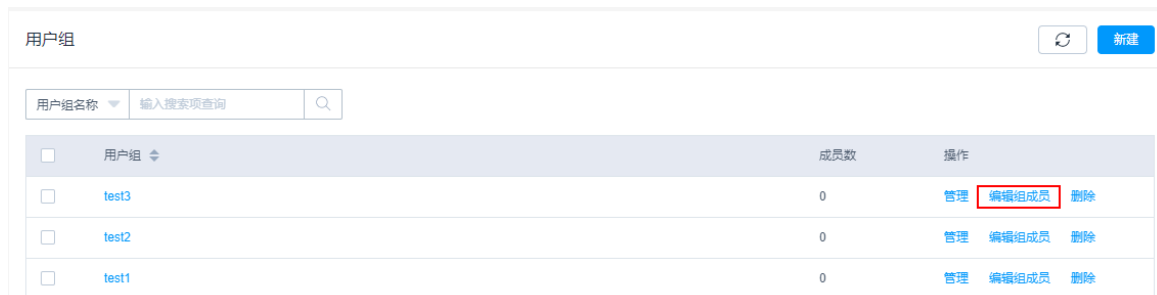 用户组 新建
用户组名称 输入搜索项查询
用户组 成员数 操作
test3 0 管理 编辑组成员 删除
test2 0 管理 编辑组成员 删除
test1 0 管理 编辑组成员 删除